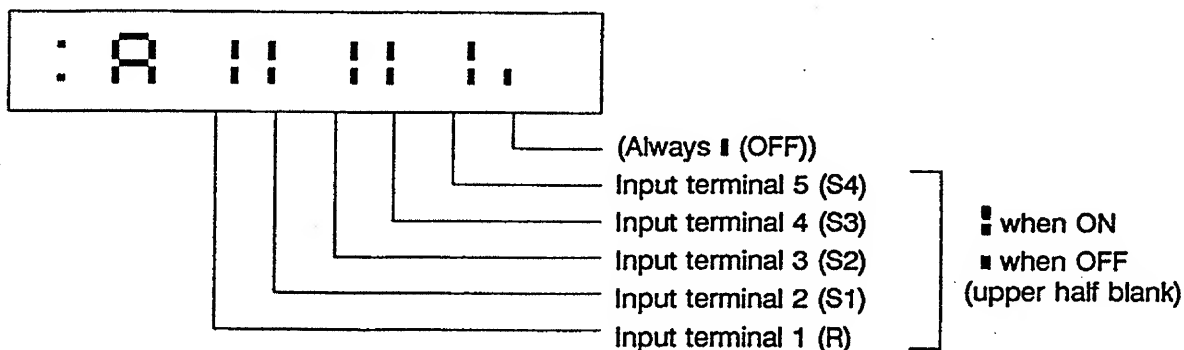 : A ¦¦ ¦¦ ¦ı
(Always ▮ (OFF))
Input terminal 5 (S4)
Input terminal 4 (S3)
Input terminal 3 (S2)
Input terminal 2 (S1)
Input terminal 1 (R)
¦ when ON
▮ when OFF
(upper half blank)